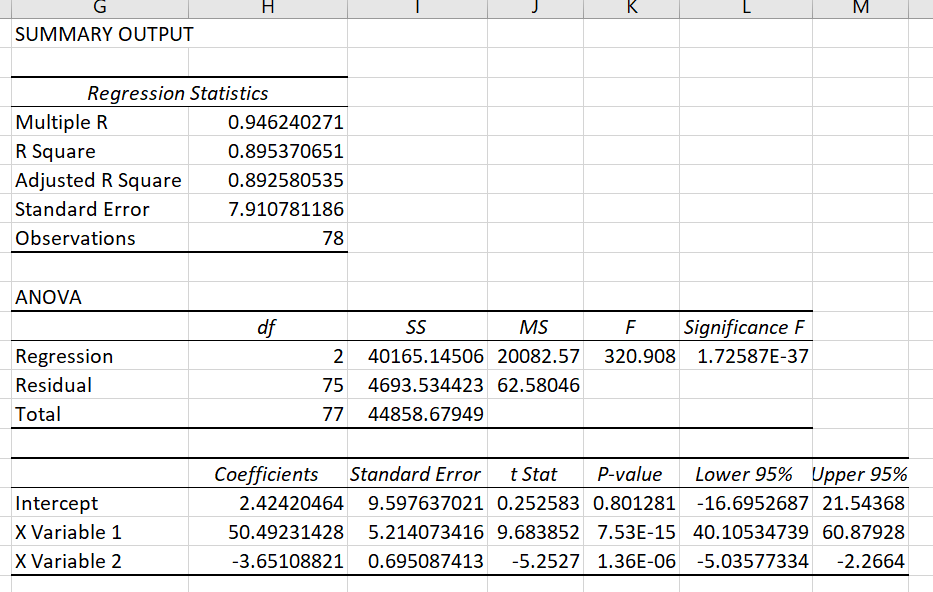 G H I J K L M
SUMMARY OUTPUT
Regression Statistics
Multiple R 0.946240271
R Square 0.895370651
Adjusted R Square 0.892580535
Standard Error 7.910781186
Observations 78
ANOVA
df SS MS F Significance F
Regression 2 40165.14506 20082.57 320.908 1.72587E-37
Residual 75 4693.534423 62.58046
Total 77 44858.67949
Coefficients Standard Error t Stat P-value Lower 95% Upper 95%
Intercept 2.42420464 9.597637021 0.252583 0.801281 -16.6952687 21.54368
X Variable 1 50.49231428 5.214073416 9.683852 7.53E-15 40.10534739 60.87928
X Variable 2 -3.65108821 0.695087413 -5.2527 1.36E-06 -5.03577334 -2.2664